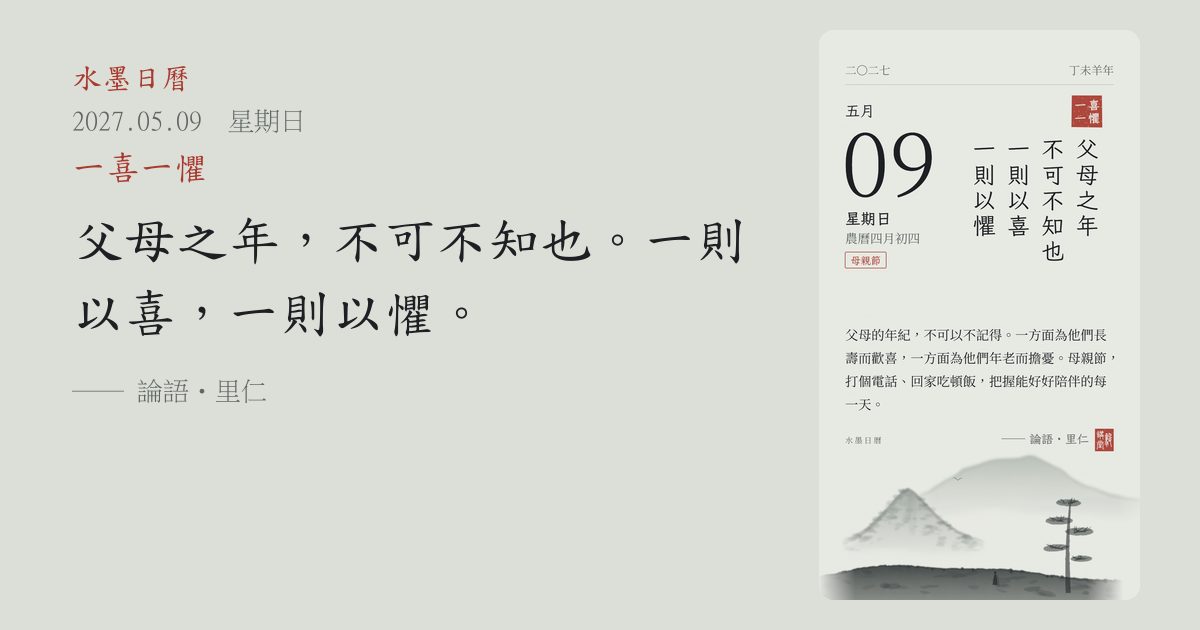 水墨日曆
2027.05.09 星期日
一喜一懼
父母之年，不可不知也。一則
以喜，一則以懼。
—— 論語·里仁
二〇二七
丁未羊年
五月
09
星期日
農曆四月初四
母親節
喜懼
一一
父母之年
不可不知也
一則以喜
一則以懼
父母的年紀，不可以不記得。一方面為他們長
壽而歡喜，一方面為他們年老而擔憂。母親節，
打個電話、回家吃頓飯，把握能好好陪伴的每
一天。
水墨日曆
—— 論語·里仁